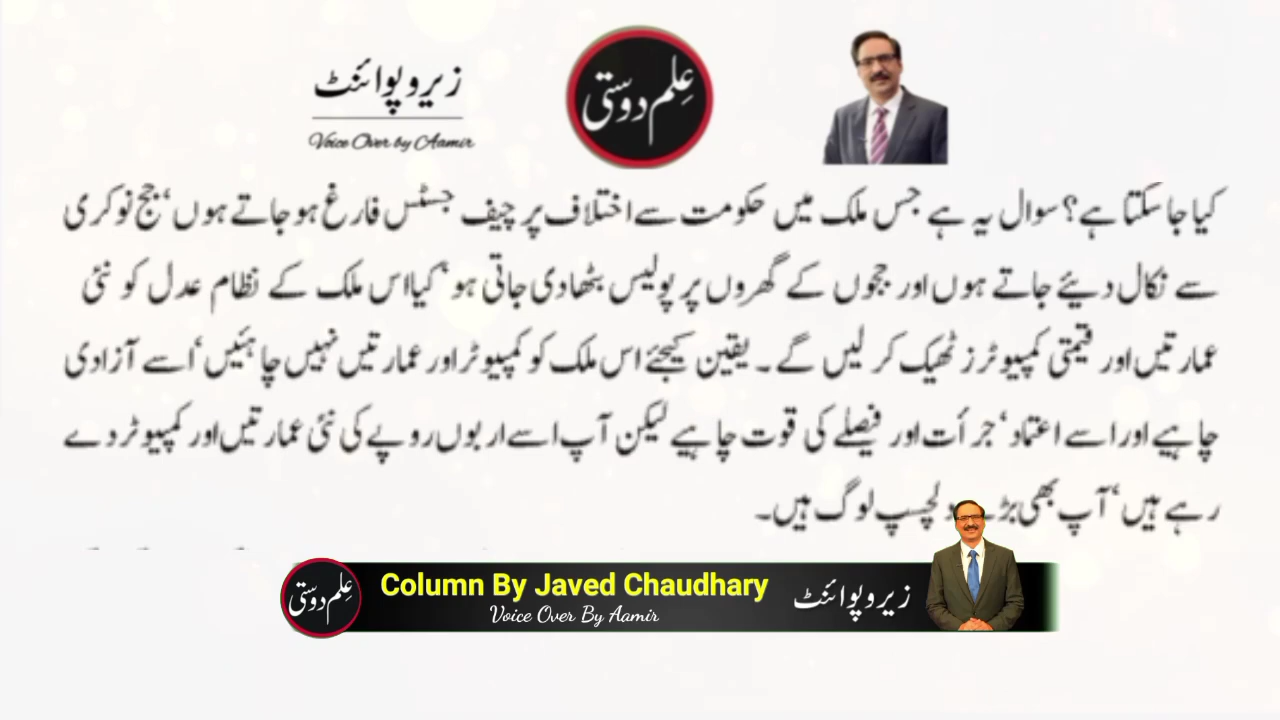 زیرو پوائنٹ
Voice Over by Aamir
علم دوستی
کیا جا سکتا ہے؟ سوال یہ ہے جس ملک میں حکومت سے اختلاف پر چیف جسٹس فارغ ہو جاتے ہوں‘ جج نوکری
سے نکال دیئے جاتے ہوں اور ججوں کے گھروں پر پولیس بٹھا دی جاتی ہو‘ کیا اس ملک کے نظام عدل کو نئی
عمارتیں اور قیمتی کمپیوٹرز ٹھیک کر لیں گے۔ یقین کیجئے اس ملک کو کمپیوٹر اور عمارتیں نہیں چاہئیں‘ اسے آزادی
چاہیے اور اسے اعتماد‘ جرأت اور فیصلے کی قوت چاہیے لیکن آپ اسے اربوں روپے کی نئی عمارتیں اور کمپیوٹر دے
رہے ہیں‘ آپ بھی بڑے دلچسپ لوگ ہیں۔
علم دوستی
Column By Javed Chaudhary
Voice Over By Aamir
زیرو پوائنٹ